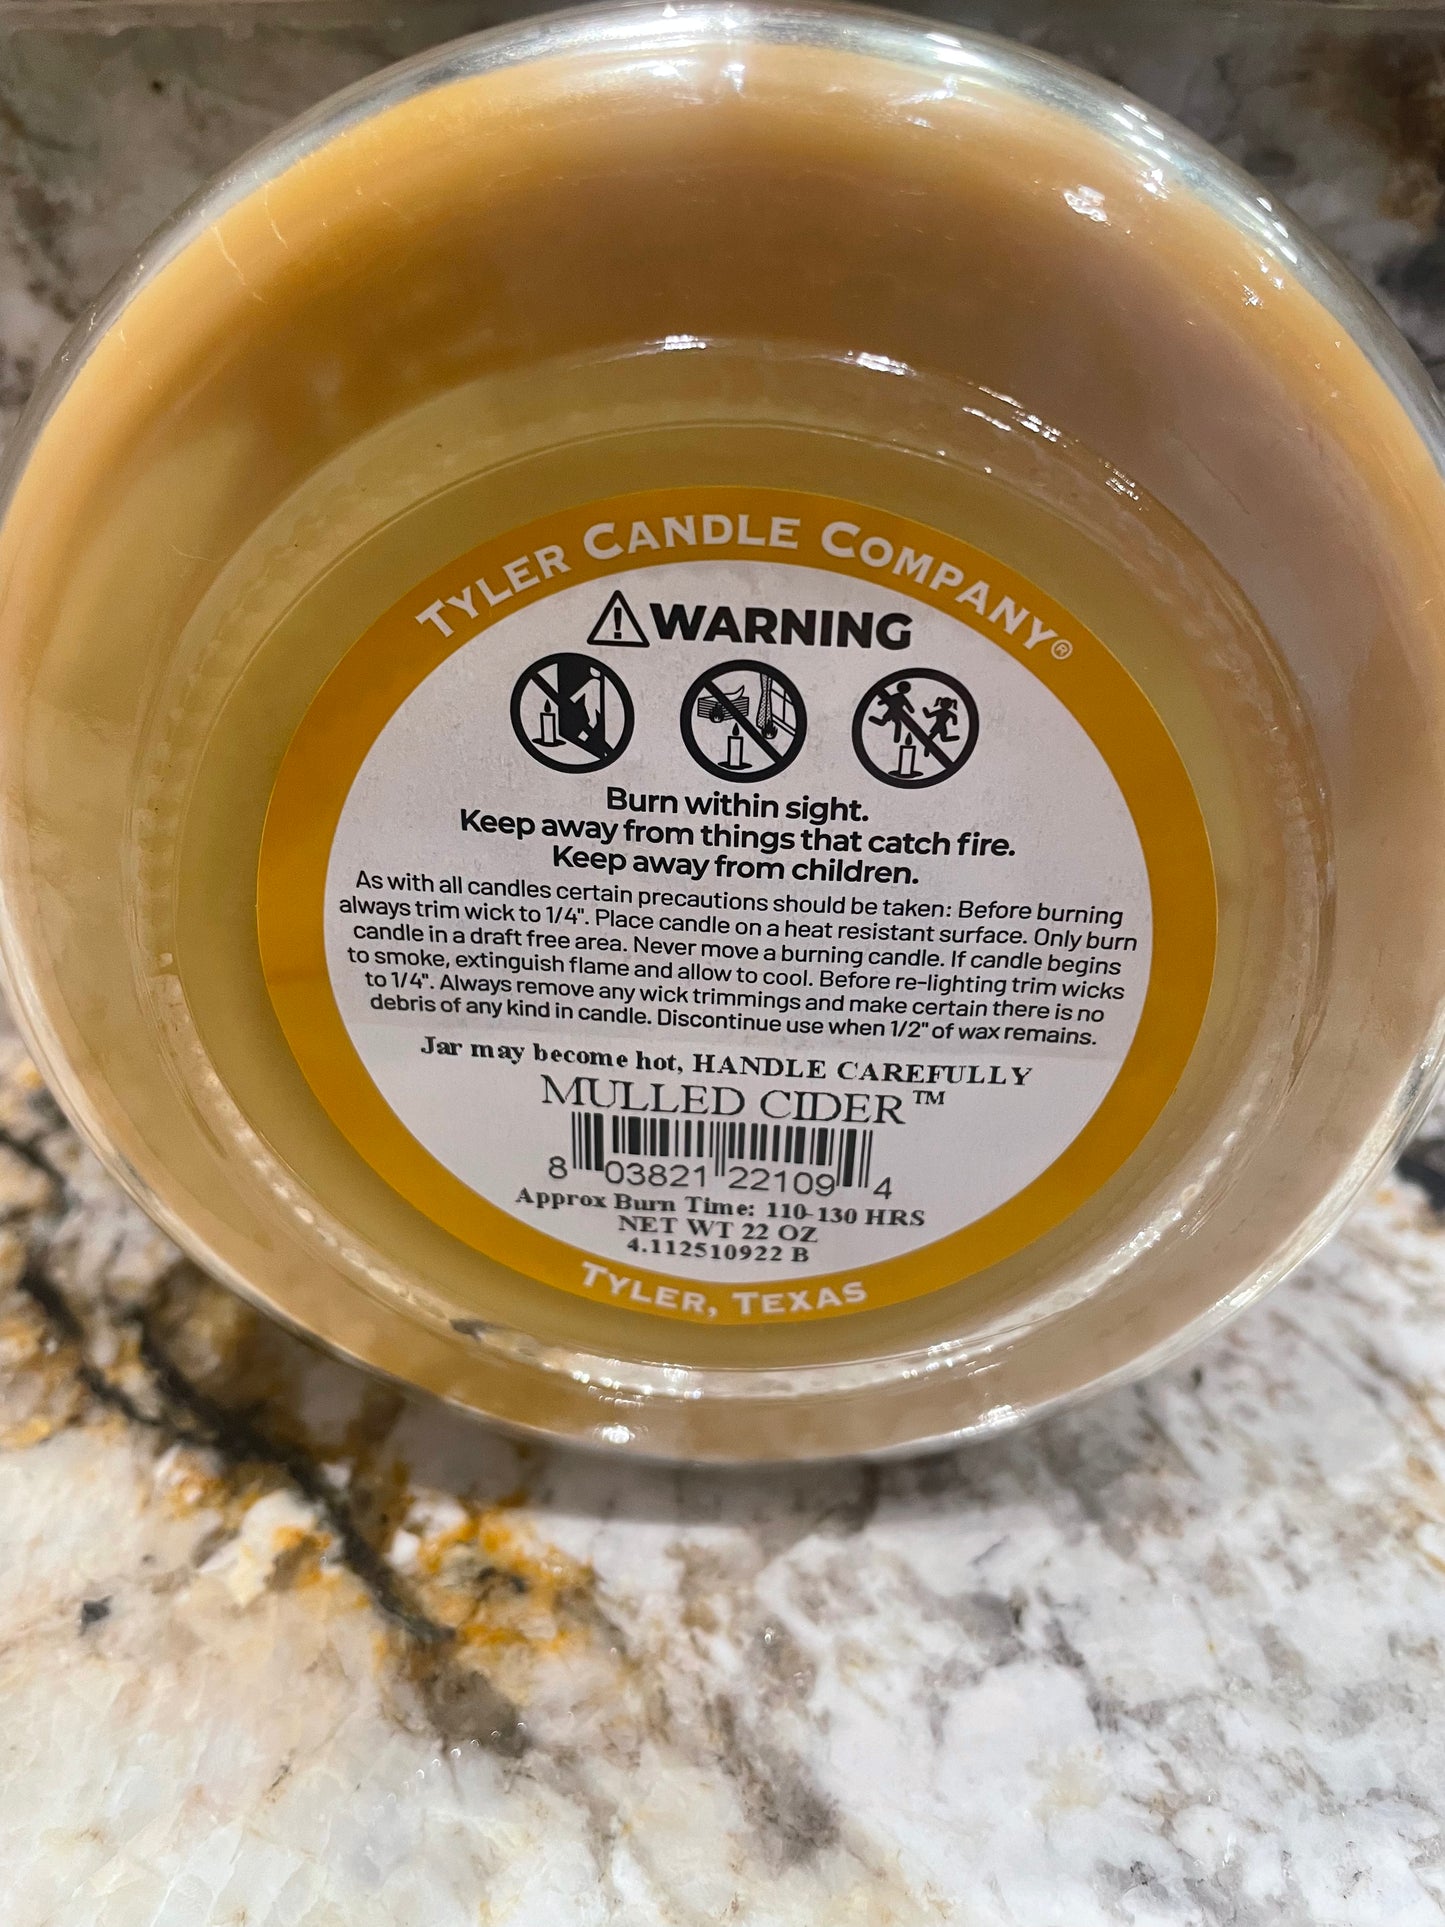 TYLER CANDLE COMPANY®
⚠WARNING
Burn within sight.
Keep away from things that catch fire.
Keep away from children.
As with all candles certain precautions should be taken: Before burning
always trim wick to 1/4". Place candle on a heat resistant surface. Only burn
candle in a draft free area. Never move a burning candle. If candle begins
to smoke, extinguish flame and allow to cool. Before re-lighting trim wicks
to 1/4". Always remove any wick trimmings and make certain there is no
debris of any kind in candle. Discontinue use when 1/2" of wax remains.
Jar may become hot, HANDLE CAREFULLY
MULLED CIDER™
8 03821 22109 4
Approx Burn Time: 110-130 HRS
NET WT 22 OZ
4.112510922 B
TYLER, TEXAS